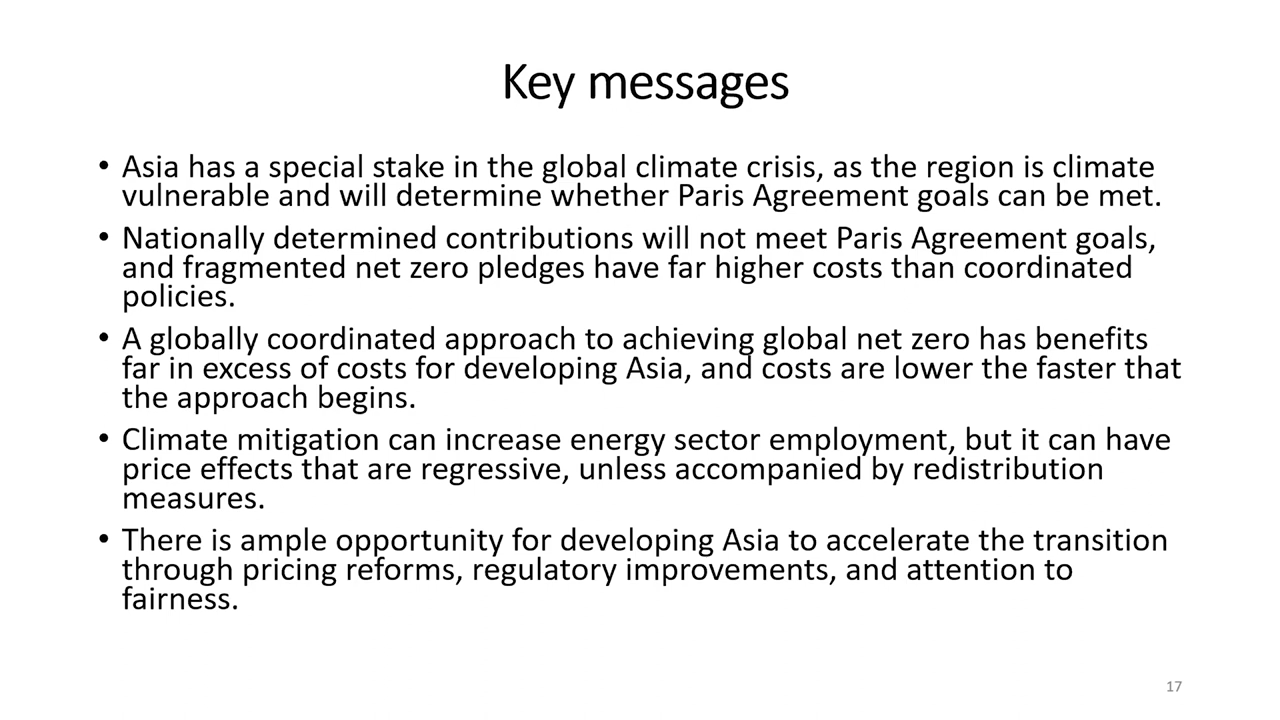 Key messages
• Asia has a special stake in the global climate crisis, as the region is climate
vulnerable and will determine whether Paris Agreement goals can be met.
• Nationally determined contributions will not meet Paris Agreement goals,
and fragmented net zero pledges have far higher costs than coordinated
policies.
• A globally coordinated approach to achieving global net zero has benefits
far in excess of costs for developing Asia, and costs are lower the faster that
the approach begins.
• Climate mitigation can increase energy sector employment, but it can have
price effects that are regressive, unless accompanied by redistribution
measures.
• There is ample opportunity for developing Asia to accelerate the transition
through pricing reforms, regulatory improvements, and attention to
fairness.
17